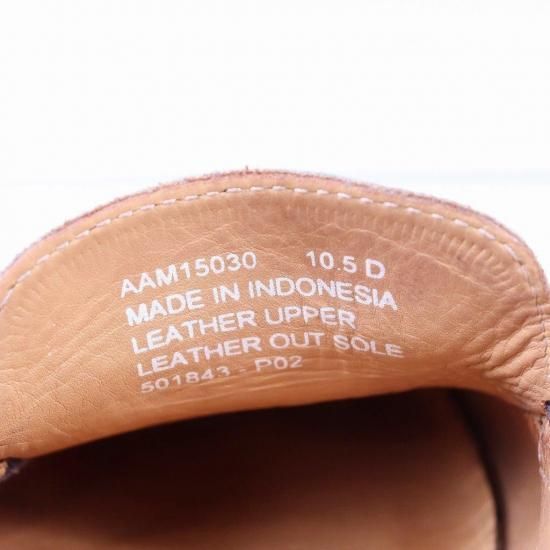 AAM15030 10.5 D
MADE IN INDONESIA
LEATHER UPPER
LEATHER OUT SOLE
501843 - P02